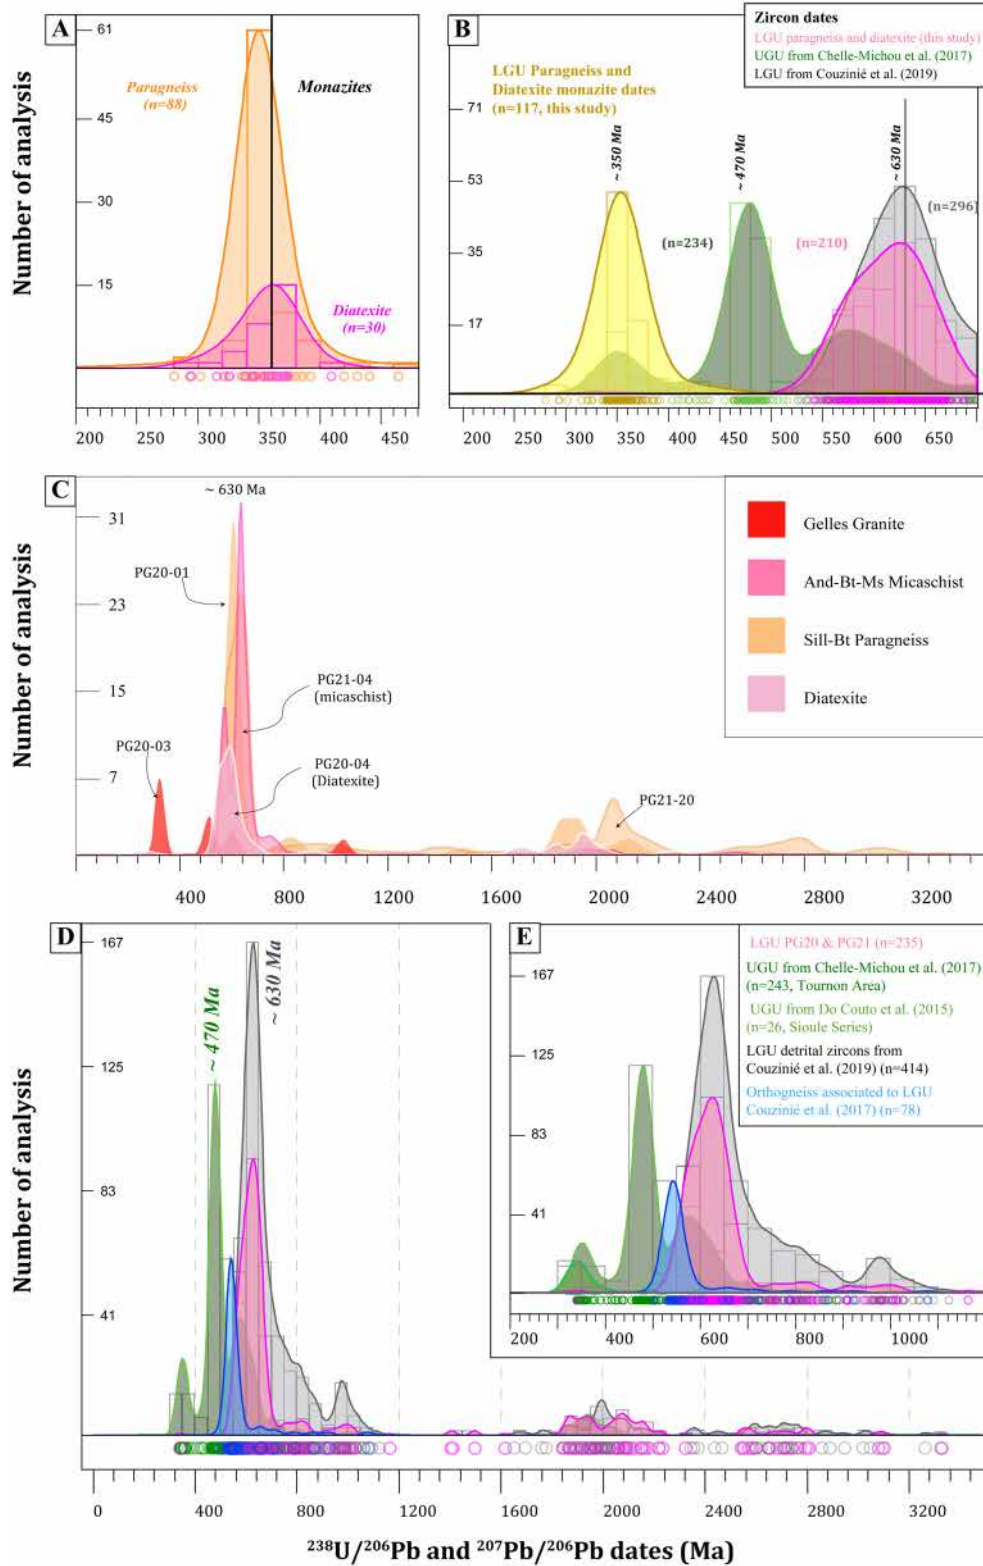 A
Number of analysis
61
45
30
15
Paragneiss
(n=88)
Monazites
Diatexite
(n=30)
200 250 300 350 400 450
B
Zircon dates
LGU paragneiss and diatexite (this study)
UGU from Chelle-Michou et al. (2017)
LGU from Couzinié et al. (2019)
LGU Paragneiss and
Diatexite monazite dates
(n=117, this study)
71
53
35
17
~ 350 Ma
~ 470 Ma
~ 630 Ma
(n=234)
(n=210)
(n=296)
200 250 300 350 400 450 500 550 600 650
C
Number of analysis
31
23
15
7
~ 630 Ma
PG20-01
PG21-04
(micaschist)
PG20-03
PG20-04
(Diatexite)
PG21-20
Gelles Granite
And-Bt-Ms Micaschist
Sill-Bt Paragneiss
Diatexite
400 800 1200 1600 2000 2400 2800 3200
D
Number of analysis
167
125
83
41
~ 470 Ma
~ 630 Ma
0 400 800 1200 1600 2000 2400 2800 3200
E
167
125
83
41
LGU PG20 & PG21 (n=235)
UGU from Chelle-Michou et al. (2017)
(n=243, Tournon Area)
UGU from Do Couto et al. (2015)
(n=26, Sioule Series)
LGU detrital zircons from
Couzinié et al. (2019) (n=414)
Orthogneiss associated to LGU
Couzinié et al. (2017) (n=78)
200 400 600 800 1000
²³⁸U/²⁰⁶Pb and ²⁰⁷Pb/²⁰⁶Pb dates (Ma)